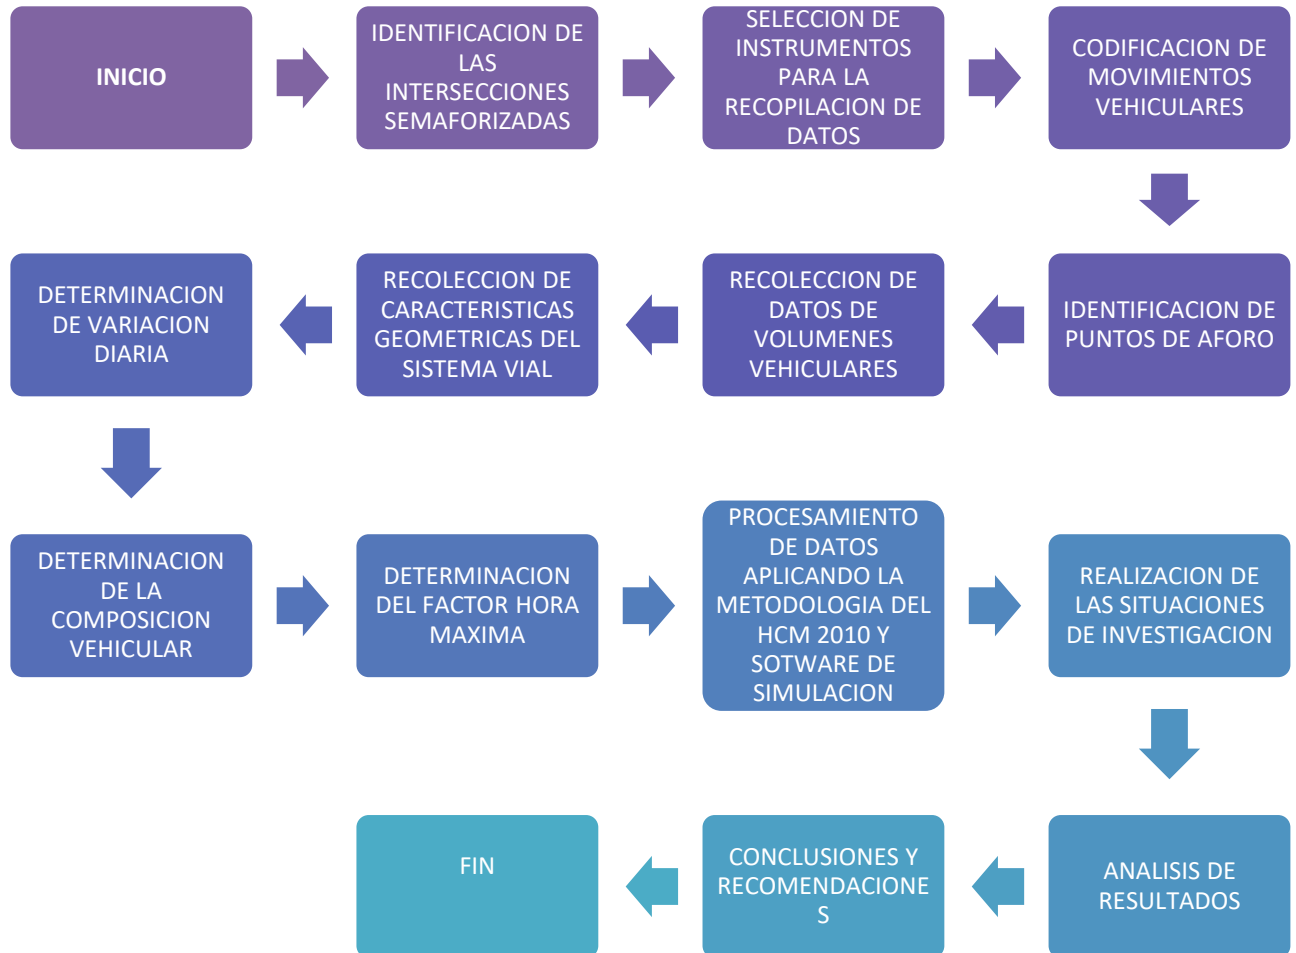 INICIO
IDENTIFICACION DE
LAS
INTERSECCIONES
SEMAFORIZADAS
SELECCION DE
INSTRUMENTOS
PARA LA
RECOPILACION DE
DATOS
CODIFICACION DE
MOVIMIENTOS
VEHICULARES
IDENTIFICACION DE
PUNTOS DE AFORO
RECOLECCION DE
DATOS DE
VOLUMENES
VEHICULARES
RECOLECCION DE
CARACTERISTICAS
GEOMETRICAS DEL
SISTEMA VIAL
DETERMINACION
DE VARIACION
DIARIA
DETERMINACION
DE LA
COMPOSICION
VEHICULAR
DETERMINACION
DEL FACTOR HORA
MAXIMA
PROCESAMIENTO
DE DATOS
APLICANDO LA
METODOLOGIA DEL
HCM 2010 Y
SOTWARE DE
SIMULACION
REALIZACION DE
LAS SITUACIONES
DE INVESTIGACION
ANALISIS DE
RESULTADOS
CONCLUSIONES Y
RECOMENDACIONE
S
FIN